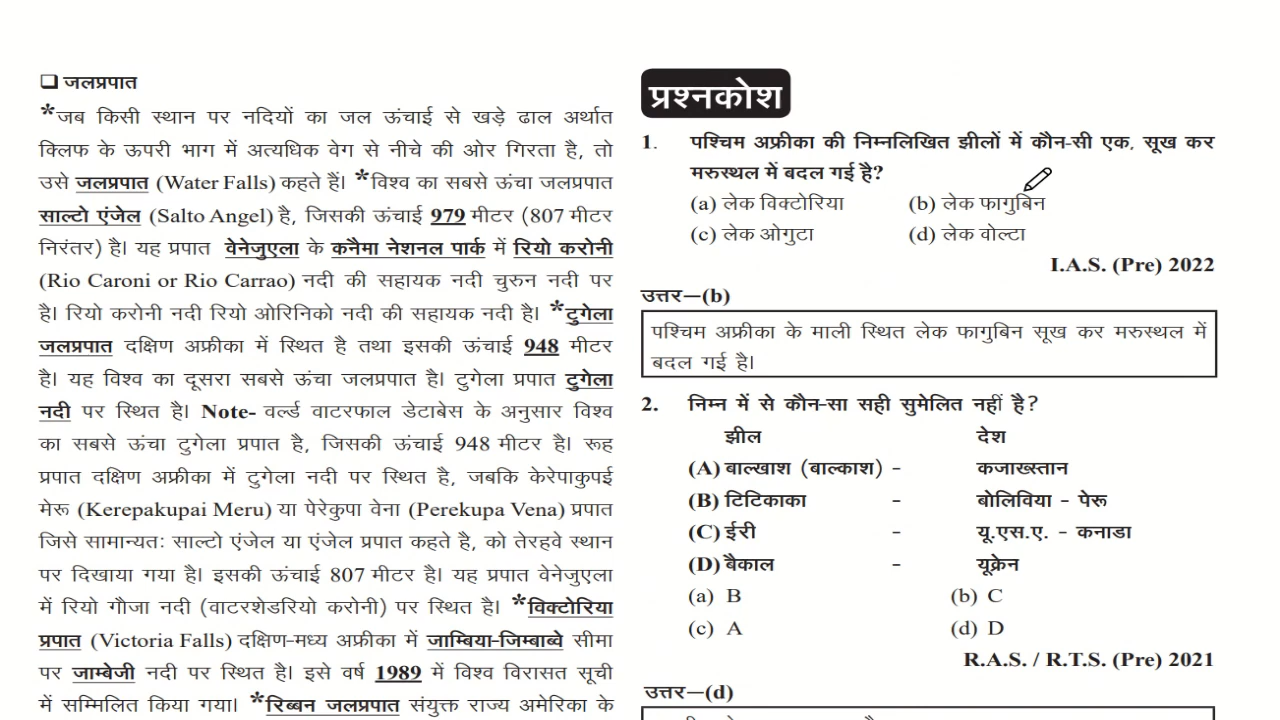 ❑ जलप्रपात
*जब किसी स्थान पर नदियों का जल ऊंचाई से खड़े ढाल अर्थात
क्लिफ के ऊपरी भाग में अत्यधिक वेग से नीचे की ओर गिरता है, तो
उसे जलप्रपात (Water Falls) कहते हैं। *विश्व का सबसे ऊंचा जलप्रपात
साल्टो एंजेल (Salto Angel) है, जिसकी ऊंचाई 979 मीटर (807 मीटर
निरंतर) है। यह प्रपात वेनेजुएला के कनैमा नेशनल पार्क में रियो करोनी
(Rio Caroni or Rio Carrao) नदी की सहायक नदी चुरुन नदी पर
है। रियो करोनी नदी रियो ओरिनिको नदी की सहायक नदी है। *टुगेला
जलप्रपात दक्षिण अफ्रीका में स्थित है तथा इसकी ऊंचाई 948 मीटर
है। यह विश्व का दूसरा सबसे ऊंचा जलप्रपात है। टुगेला प्रपात टुगेला
नदी पर स्थित है। Note- वर्ल्ड वाटरफाल डेटाबेस के अनुसार विश्व
का सबसे ऊंचा टुगेला प्रपात है, जिसकी ऊंचाई 948 मीटर है। रूह
प्रपात दक्षिण अफ्रीका में टुगेला नदी पर स्थित है, जबकि केरेपाकुपई
मेरू (Kerepakupai Meru) या पेरेकुपा वेना (Perekupa Vena) प्रपात
जिसे सामान्यतः साल्टो एंजेल या एंजेल प्रपात कहते है, को तेरहवे स्थान
पर दिखाया गया है। इसकी ऊंचाई 807 मीटर है। यह प्रपात वेनेजुएला
में रियो गौजा नदी (वाटरशेडरियो करोनी) पर स्थित है। *विक्टोरिया
प्रपात (Victoria Falls) दक्षिण-मध्य अफ्रीका में जाम्बिया-जिम्बाब्वे सीमा
पर जाम्बेजी नदी पर स्थित है। इसे वर्ष 1989 में विश्व विरासत सूची
में सम्मिलित किया गया। *रिब्बन जलप्रपात संयुक्त राज्य अमेरिका के
प्रश्नकोश
1. पश्चिम अफ्रीका की निम्नलिखित झीलों में कौन-सी एक, सूख कर
मरुस्थल में बदल गई है?
(a) लेक विक्टोरिया (b) लेक फागुबिन
(c) लेक ओगुटा (d) लेक वोल्टा
I.A.S. (Pre) 2022
उत्तर—(b)
पश्चिम अफ्रीका के माली स्थित लेक फागुबिन सूख कर मरुस्थल में
बदल गई है।
2. निम्न में से कौन-सा सही सुमेलित नहीं है?
झील देश
(A) बाल्खाश (बाल्काश) - कजाख्स्तान
(B) टिटिकाका - बोलिविया - पेरू
(C) ईरी - यू.एस.ए. - कनाडा
(D) बैकाल - यूक्रेन
(a) B (b) C
(c) A (d) D
R.A.S. / R.T.S. (Pre) 2021
उत्तर—(d)